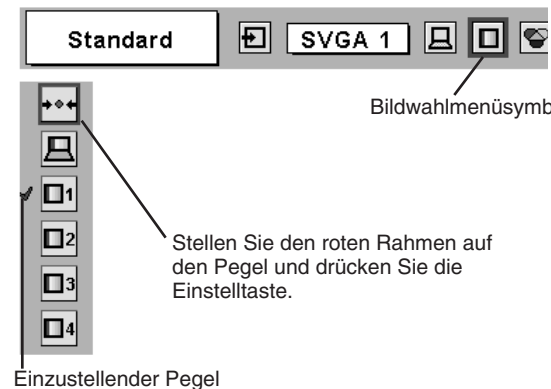 Standard
SVGA 1
Bildwahlmenüsymb
1
Stellen Sie den roten Rahmen auf
2
den Pegel und drücken Sie die
3
Einstelltaste.
4
Einzustellender Pegel